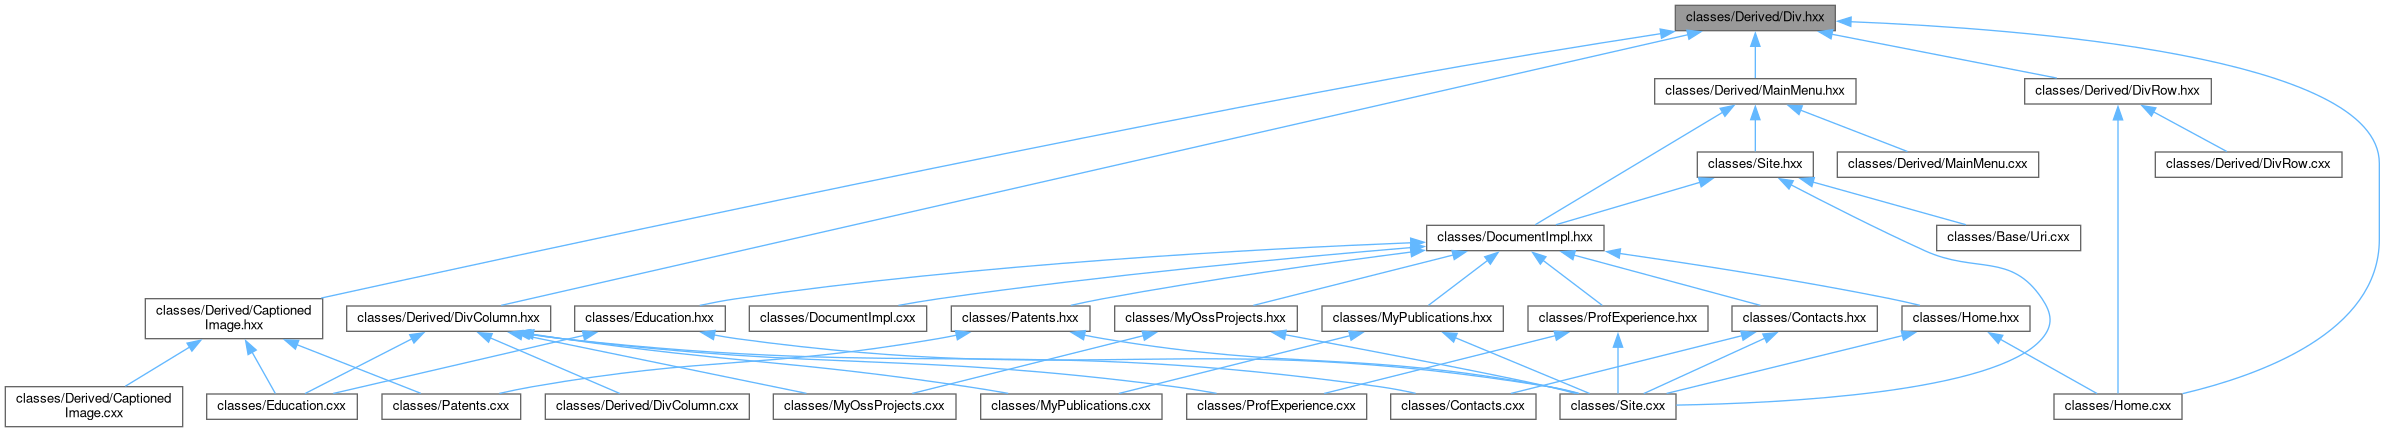 classes/Derived/Div.hxx
classes/Derived/MainMenu.hxx
classes/Derived/DivRow.hxx
classes/Site.hxx
classes/Derived/MainMenu.cxx
classes/Derived/DivRow.cxx
classes/DocumentImpl.hxx
classes/Base/Uri.cxx
classes/Derived/Captioned
Image.hxx
classes/Derived/DivColumn.hxx
classes/Education.hxx
classes/DocumentImpl.cxx
classes/Patents.hxx
classes/MyOssProjects.hxx
classes/MyPublications.hxx
classes/ProfExperience.hxx
classes/Contacts.hxx
classes/Home.hxx
classes/Derived/Captioned
Image.cxx
classes/Education.cxx
classes/Patents.cxx
classes/Derived/DivColumn.cxx
classes/MyOssProjects.cxx
classes/MyPublications.cxx
classes/ProfExperience.cxx
classes/Contacts.cxx
classes/Site.cxx
classes/Home.cxx